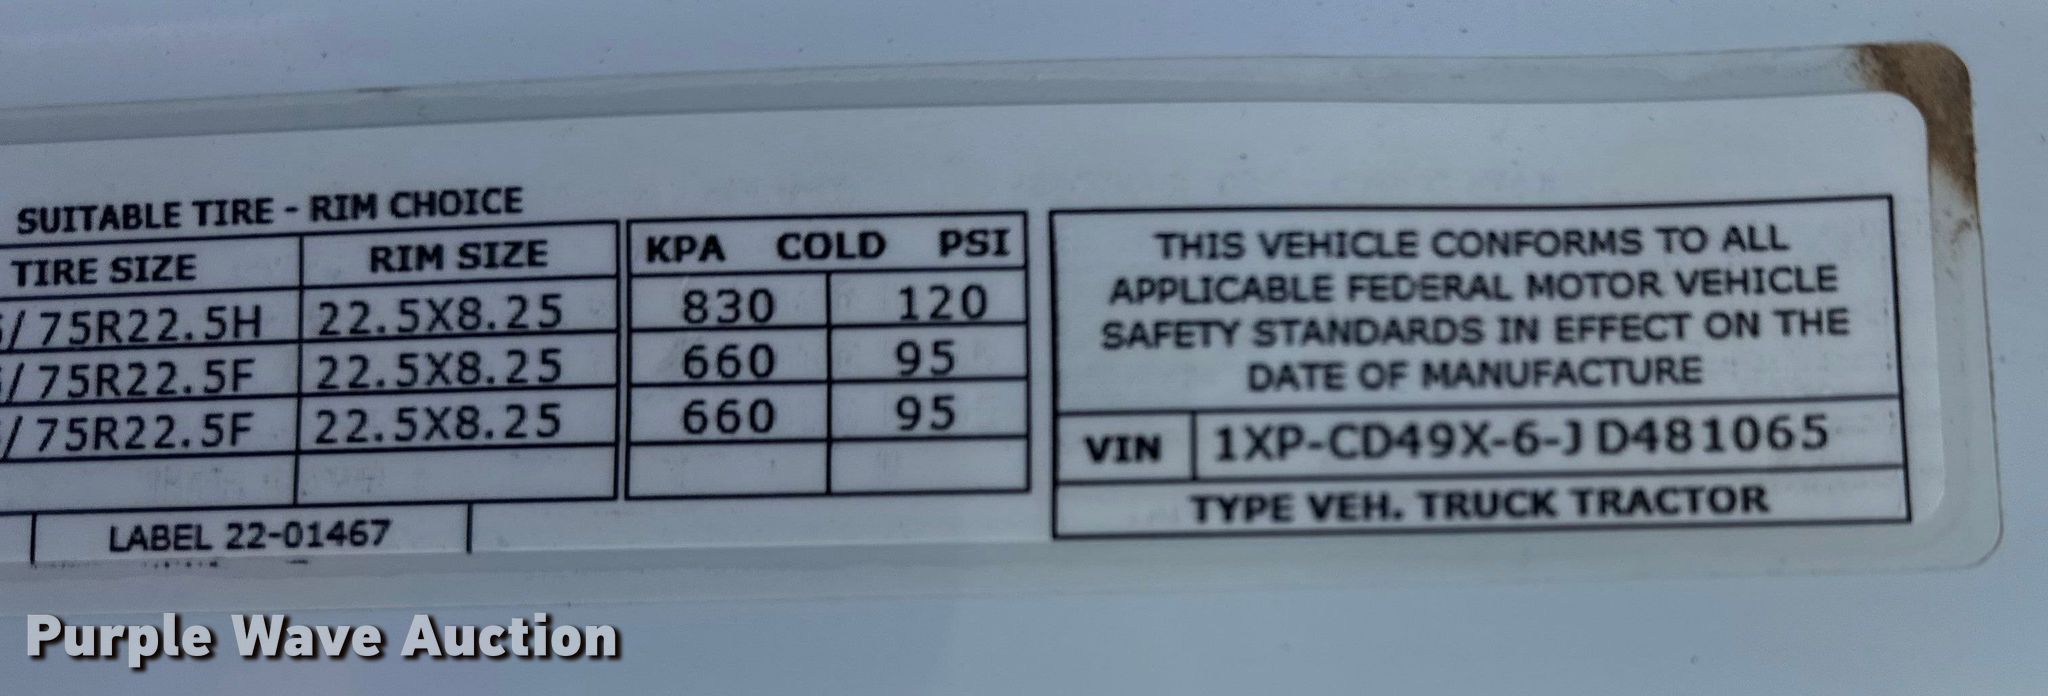 SUITABLE TIRE - RIM CHOICE
TIRE SIZE RIM SIZE KPA COLD PSI
/75R22.5H 22.5X8.25 830 120
/75R22.5F 22.5X8.25 660 95
/75R22.5F 22.5X8.25 660 95
LABEL 22-01467
THIS VEHICLE CONFORMS TO ALL
APPLICABLE FEDERAL MOTOR VEHICLE
SAFETY STANDARDS IN EFFECT ON THE
DATE OF MANUFACTURE
VIN 1XP-CD49X-6-JD481065
TYPE VEH. TRUCK TRACTOR
Purple Wave Auction